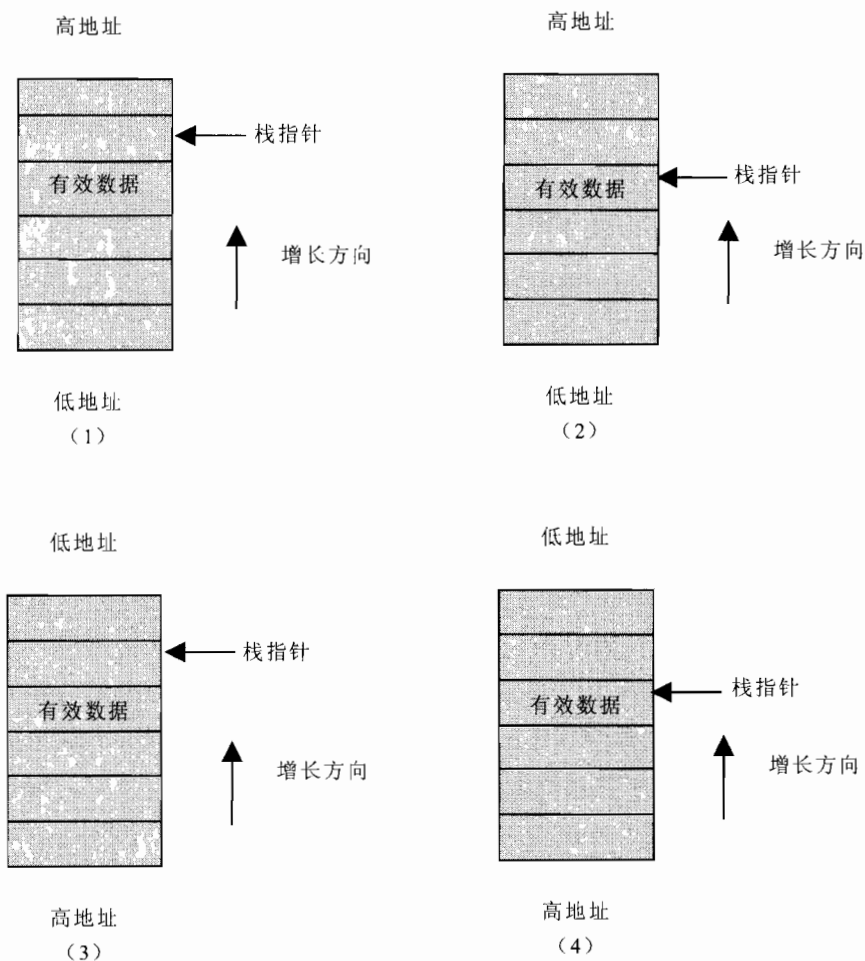 高地址
栈指针
有效数据
增长方向
低地址
（1）
高地址
栈指针
有效数据
增长方向
低地址
（2）
低地址
栈指针
有效数据
增长方向
高地址
（3）
低地址
栈指针
有效数据
增长方向
高地址
（4）